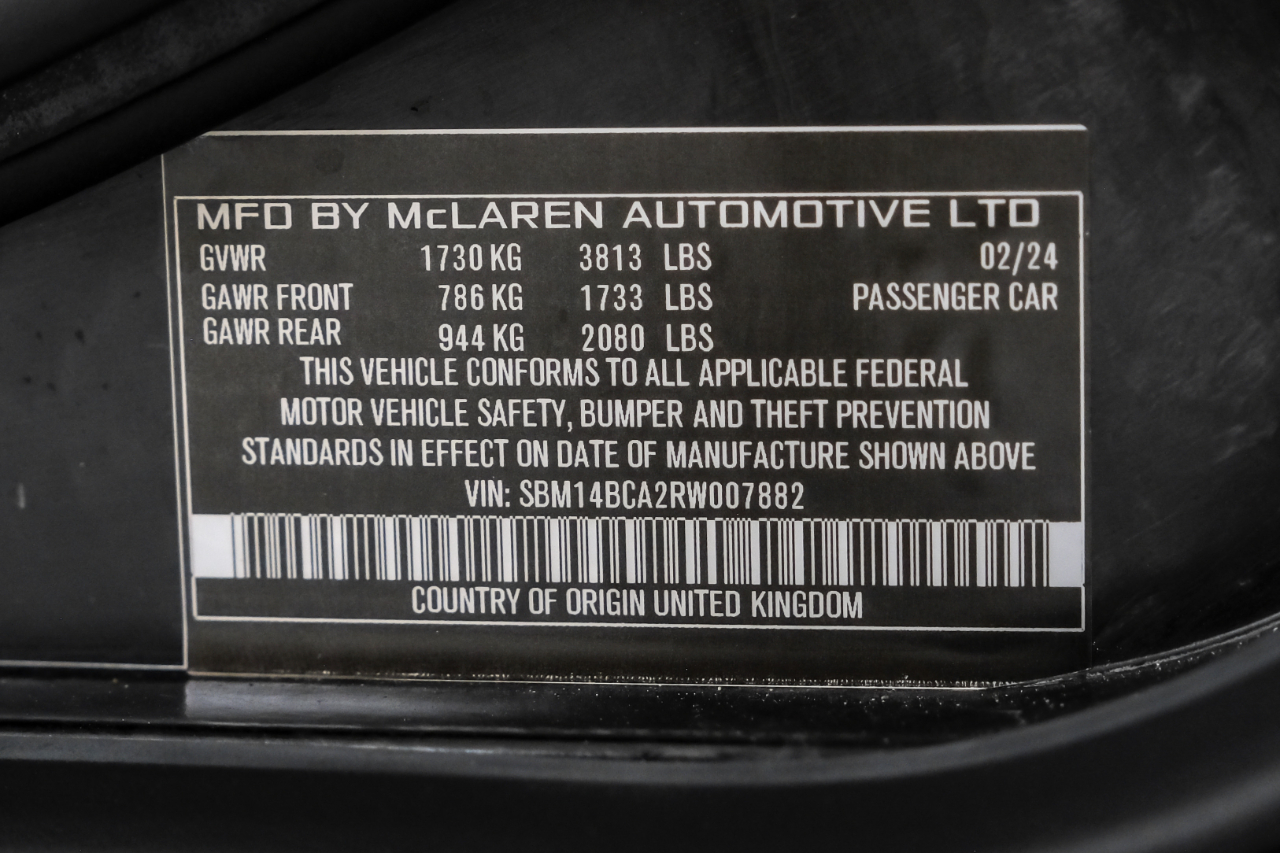 MFD BY McLAREN AUTOMOTIVE LTD
GVWR 1730 KG 3813 LBS 02/24
GAWR FRONT 786 KG 1733 LBS PASSENGER CAR
GAWR REAR 944 KG 2080 LBS
THIS VEHICLE CONFORMS TO ALL APPLICABLE FEDERAL
MOTOR VEHICLE SAFETY, BUMPER AND THEFT PREVENTION
STANDARDS IN EFFECT ON DATE OF MANUFACTURE SHOWN ABOVE
VIN: SBM14BCA2RW007882
COUNTRY OF ORIGIN UNITED KINGDOM